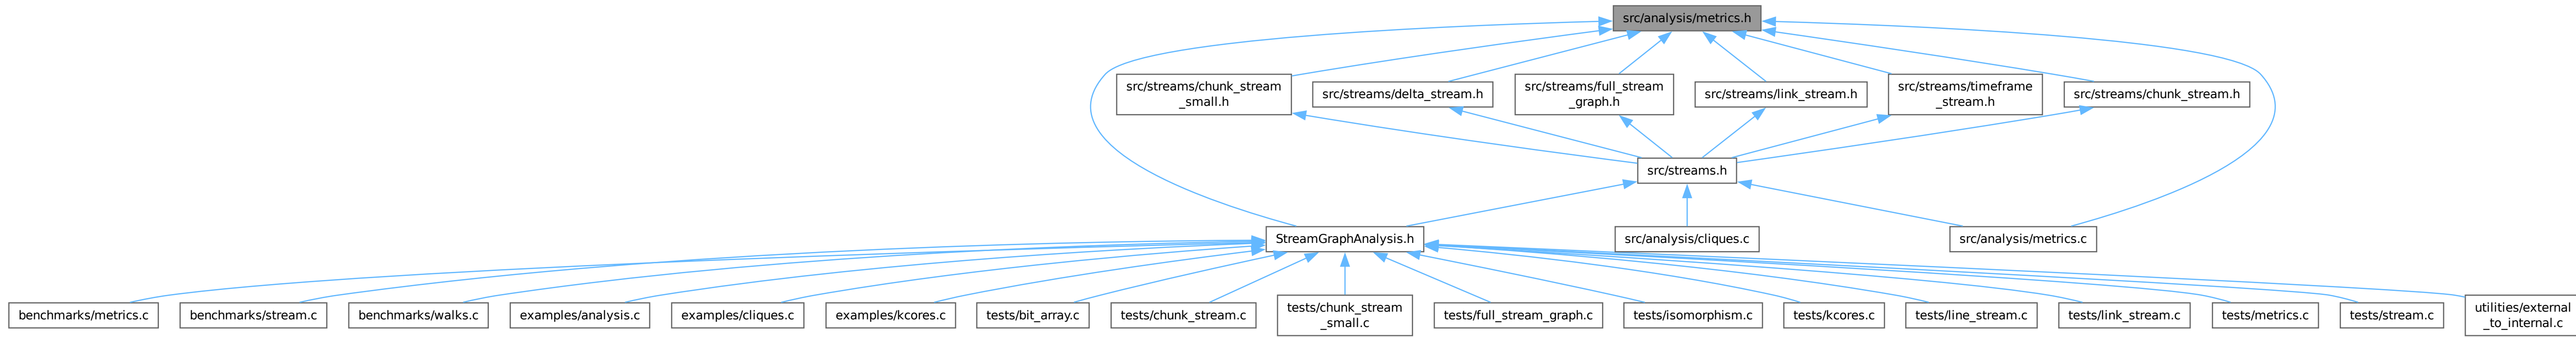 src/analysis/metrics.h
src/streams/chunk_stream
_small.h
src/streams/delta_stream.h
src/streams/full_stream
_graph.h
src/streams/link_stream.h
src/streams/timeframe
_stream.h
src/streams/chunk_stream.h
src/streams.h
StreamGraphAnalysis.h
src/analysis/cliques.c
src/analysis/metrics.c
benchmarks/metrics.c
benchmarks/stream.c
benchmarks/walks.c
examples/analysis.c
examples/cliques.c
examples/kcores.c
tests/bit_array.c
tests/chunk_stream.c
tests/chunk_stream
_small.c
tests/full_stream_graph.c
tests/isomorphism.c
tests/kcores.c
tests/line_stream.c
tests/link_stream.c
tests/metrics.c
tests/stream.c
utilities/external
_to_internal.c